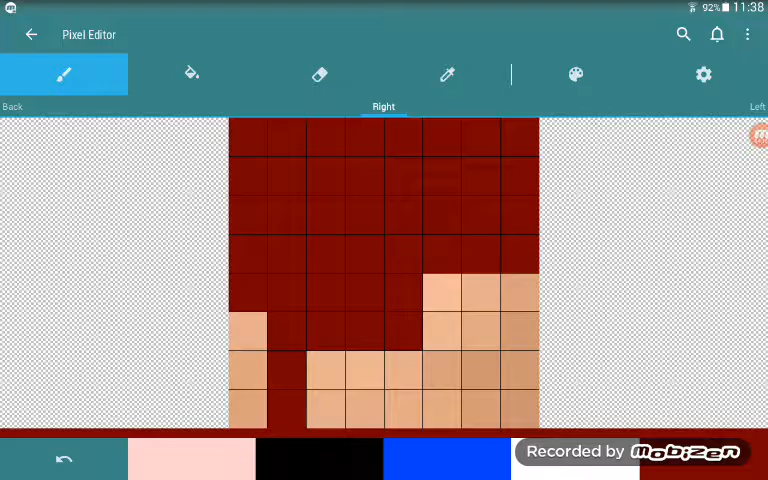 92% 11:38
Pixel Editor
Back Right Left
Recorded by MOBIZEN